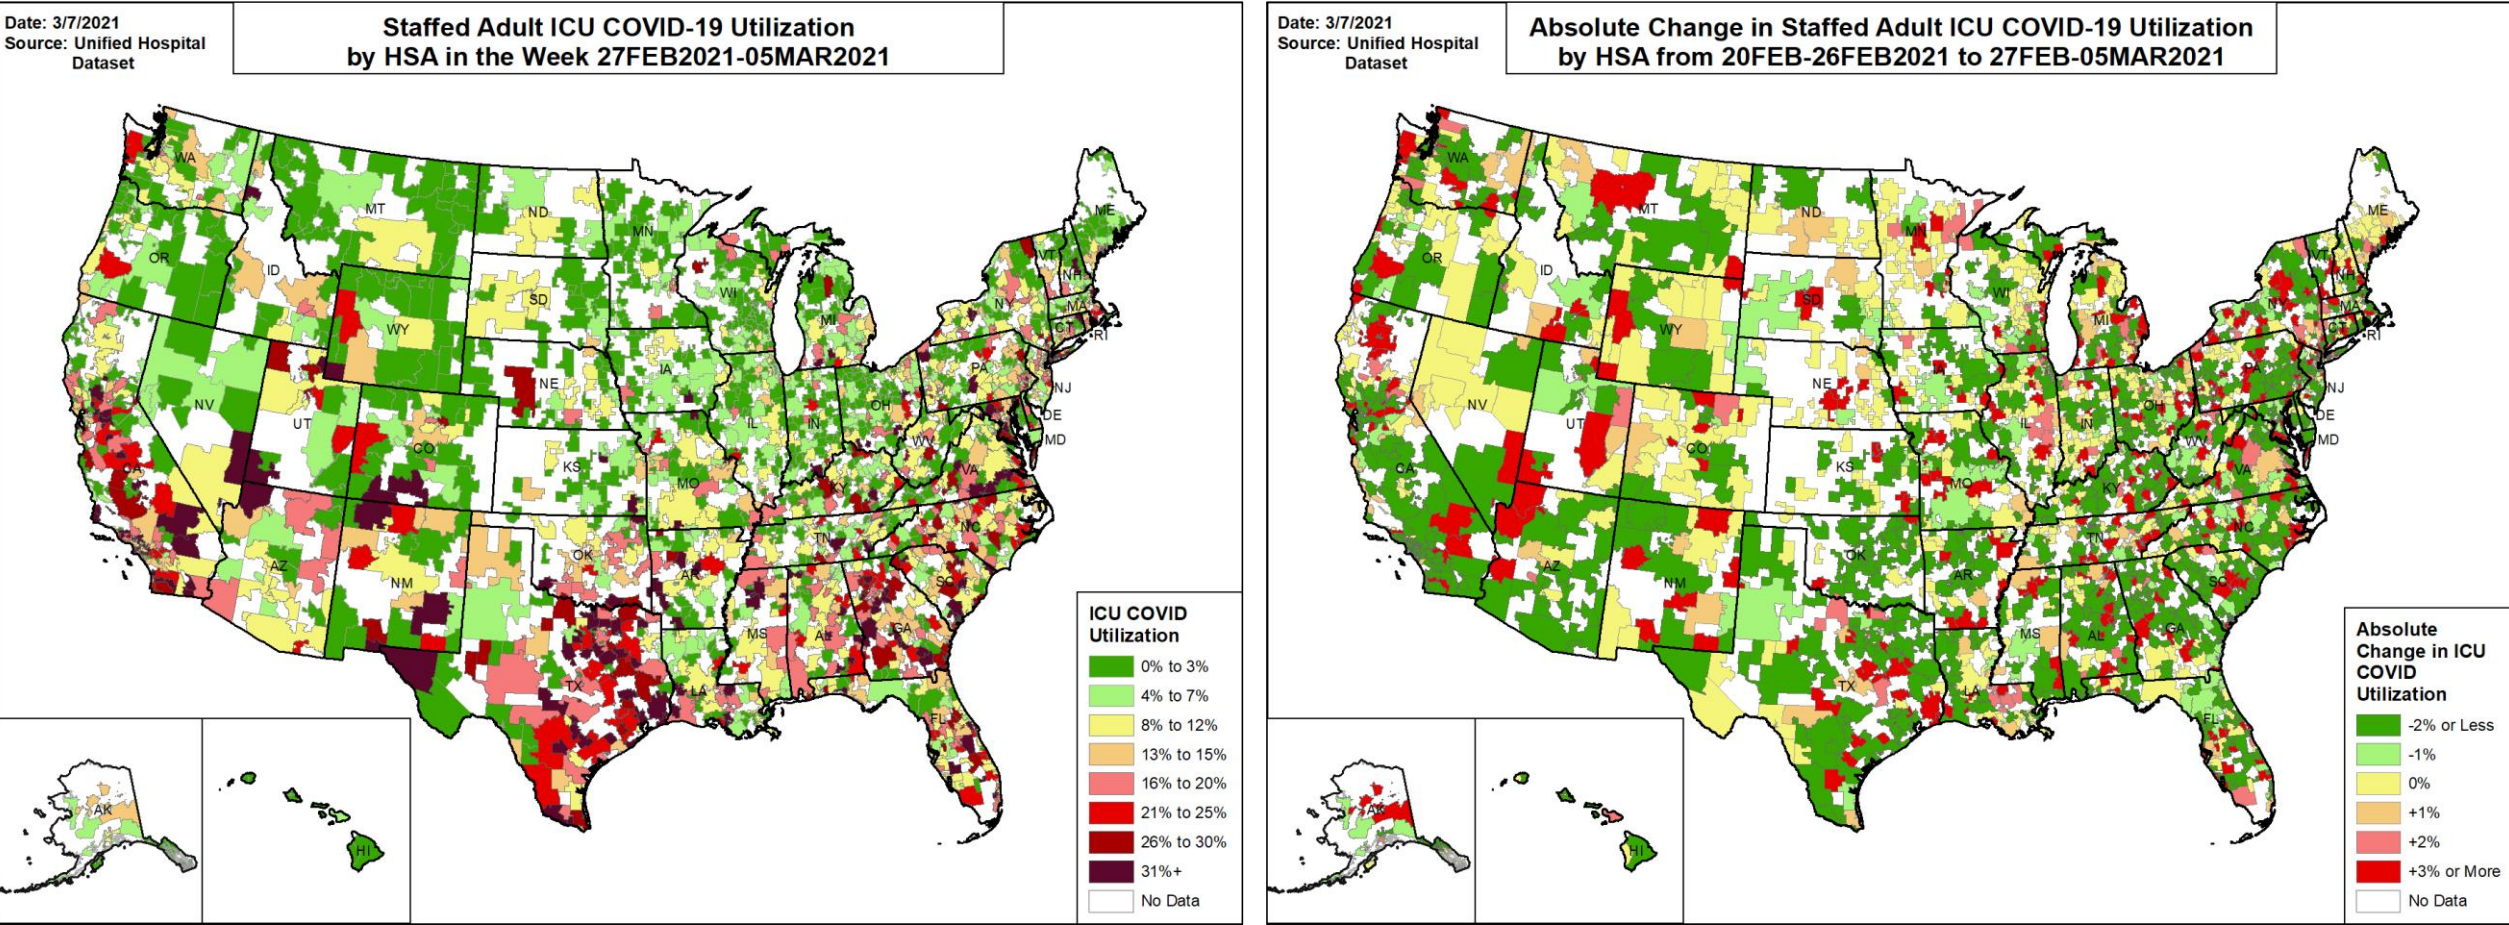 Date: 3/7/2021
Source: Unified Hospital
Dataset
Staffed Adult ICU COVID-19 Utilization
by HSA in the Week 27FEB2021-05MAR2021
WA
MT
ND
MN
ME
OR
ID
SD
WI
MI
VT
NH
NY
MA
CT
RI
WY
NV
UT
CO
NE
IA
IL
IN
OH
PA
NJ
DE
MD
WV
VA
CA
KS
MO
KY
NC
TN
AZ
NM
OK
AR
SC
MS
AL
GA
TX
LA
FL
AK
HI
ICU COVID
Utilization
0% to 3%
4% to 7%
8% to 12%
13% to 15%
16% to 20%
21% to 25%
26% to 30%
31%+
No Data
Date: 3/7/2021
Source: Unified Hospital
Dataset
Absolute Change in Staffed Adult ICU COVID-19 Utilization
by HSA from 20FEB-26FEB2021 to 27FEB-05MAR2021
WA
MT
ND
MN
ME
OR
ID
SD
WI
MI
VT
NH
NY
MA
CT
RI
WY
NV
UT
CO
NE
IA
IL
IN
OH
PA
NJ
DE
MD
WV
VA
CA
KS
MO
KY
NC
TN
AZ
NM
OK
AR
SC
MS
AL
GA
TX
LA
FL
AK
HI
Absolute
Change in ICU
COVID
Utilization
-2% or Less
-1%
0%
+1%
+2%
+3% or More
No Data